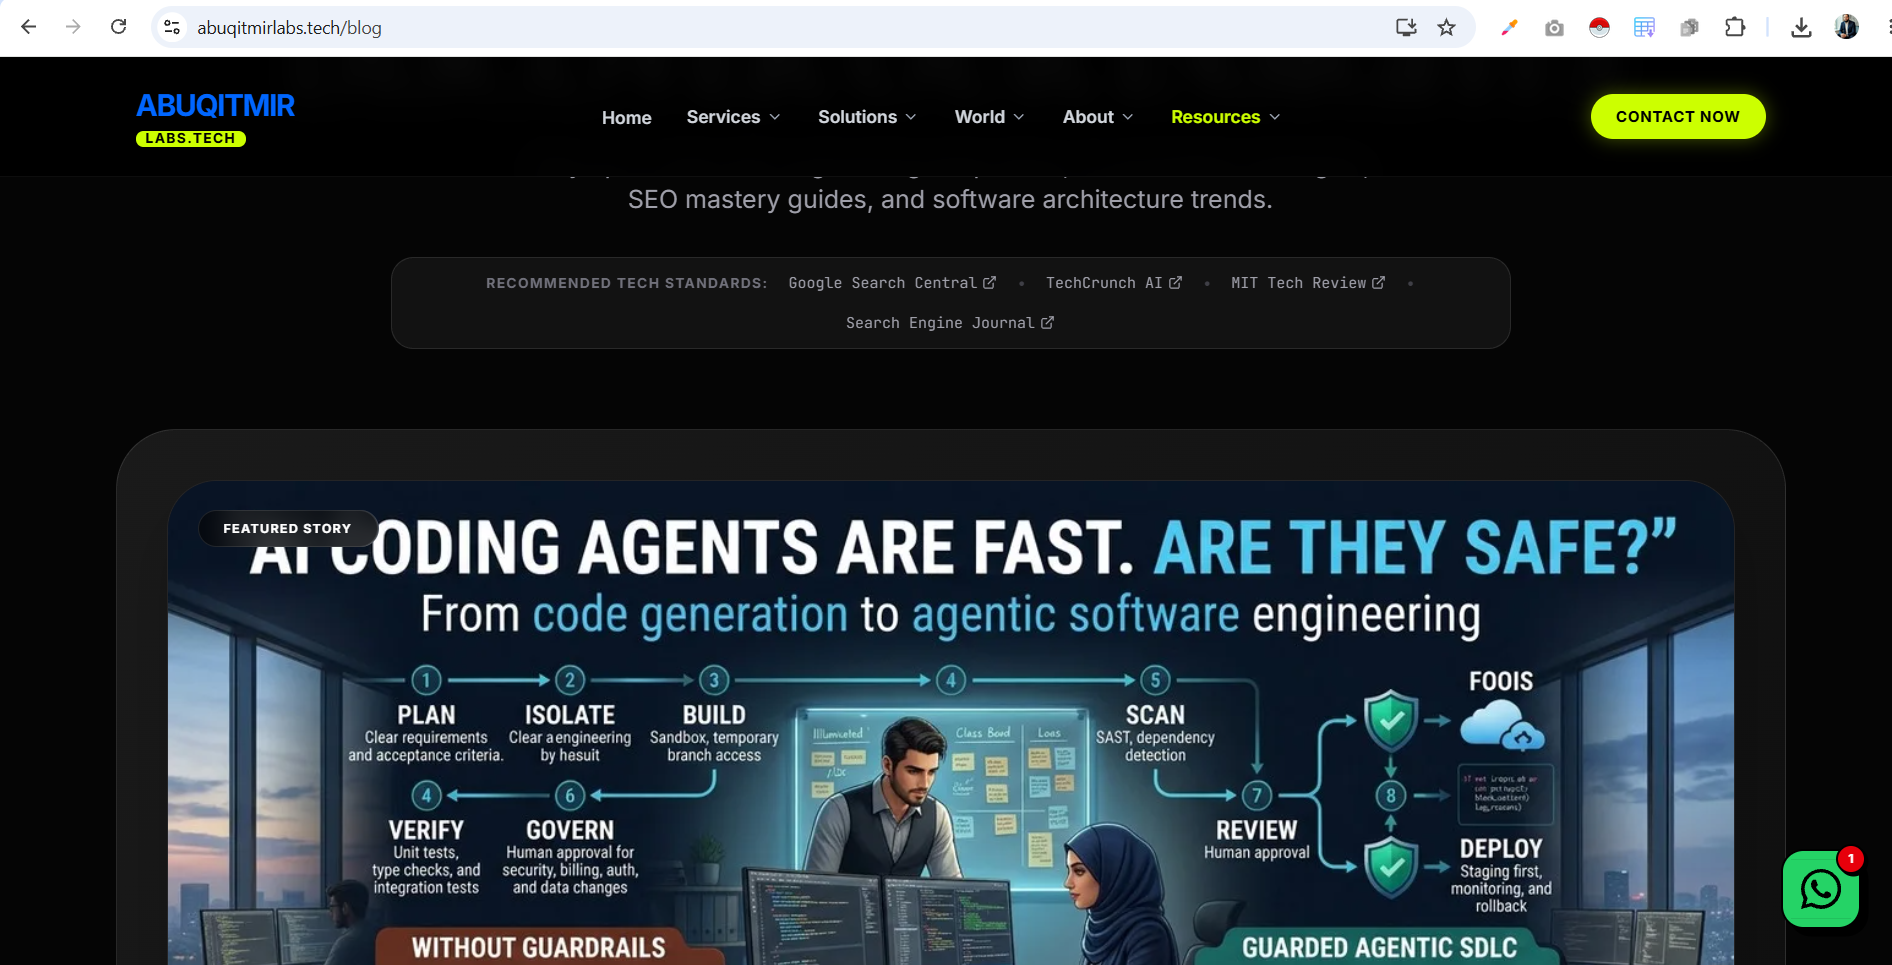 abuqitmirlabs.tech/blog
ABUQITMIR
LABS.TECH
Home Services Solutions World About Resources
CONTACT NOW
SEO mastery guides, and software architecture trends.
RECOMMENDED TECH STANDARDS: Google Search Central • TechCrunch AI • MIT Tech Review •
Search Engine Journal
FEATURED STORY
AI CODING AGENTS ARE FAST. ARE THEY SAFE?”
From code generation to agentic software engineering
1 2 3 4 5
PLAN
Clear requirements
and acceptance criteria.
ISOLATE
Clear a engineering
by hesuit
BUILD
Sandbox, temporary
branch access
SCAN
SAST, dependency
detection
FOOIS
Illumiceted
Class Boad
Loas
4 6 7 8
VERIFY
Unit tests,
type checks, and
integration tests
GOVERN
Human approval for
security, billing, auth,
and data changes
REVIEW
Human approval
DEPLOY
Staging first,
monitoring, and
rollback
WITHOUT GUARDRAILS
GUARDED AGENTIC SDLC
1